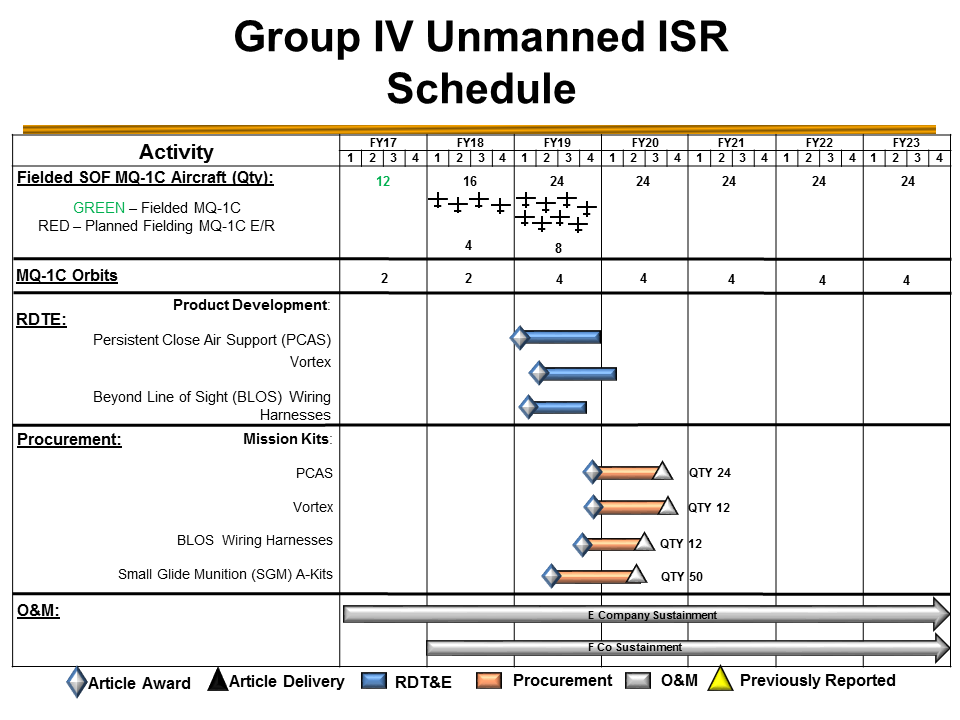 Group IV Unmanned ISR
Schedule
Activity
FY17 FY18 FY19 FY20 FY21 FY22 FY23
1 2 3 4 1 2 3 4 1 2 3 4 1 2 3 4 1 2 3 4 1 2 3 4 1 2 3 4
Fielded SOF MQ-1C Aircraft (Qty):
12 16 24 24 24 24 24
GREEN – Fielded MQ-1C
RED – Planned Fielding MQ-1C E/R
4 8
MQ-1C Orbits
2 2 4 4 4 4 4
Product Development:
RDTE:
Persistent Close Air Support (PCAS)
Vortex
Beyond Line of Sight (BLOS) Wiring
Harnesses
Procurement: Mission Kits:
PCAS QTY 24
Vortex QTY 12
BLOS Wiring Harnesses QTY 12
Small Glide Munition (SGM) A-Kits QTY 50
O&M:
E Company Sustainment
F Co Sustainment
Article Award Article Delivery RDT&E Procurement O&M Previously Reported